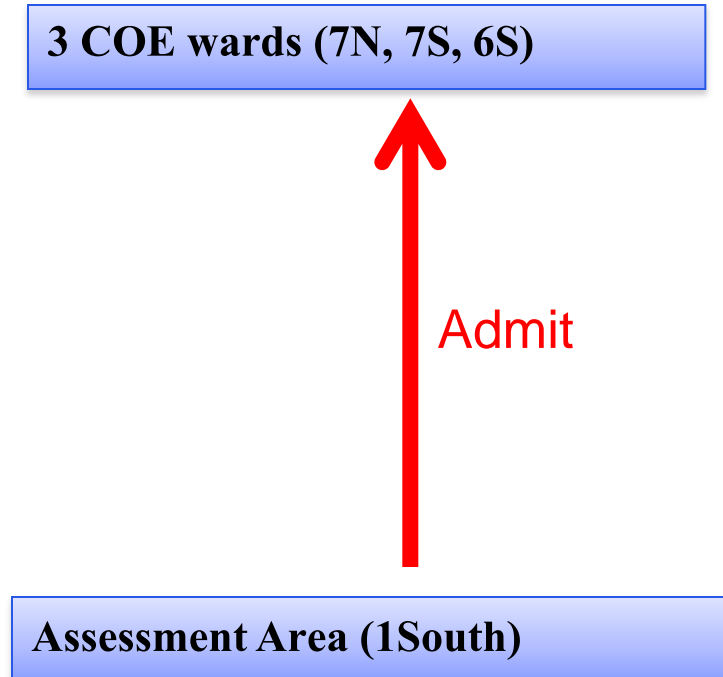 3 COE wards (7N, 7S, 6S)
Admit
Assessment Area (1South)